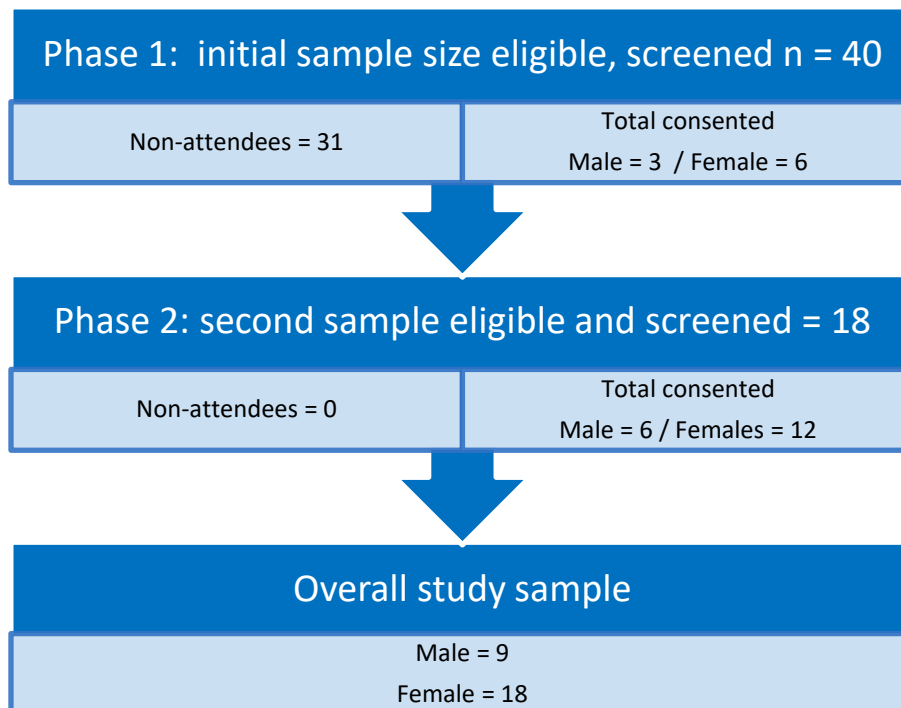 Phase 1:  initial sample size eligible, screened n = 40
Non-attendees = 31
Total consented
Male = 3  / Female = 6
Phase 2: second sample eligible and screened = 18
Non-attendees = 0
Total consented
Male = 6 / Females = 12
Overall study sample
Male = 9
Female = 18